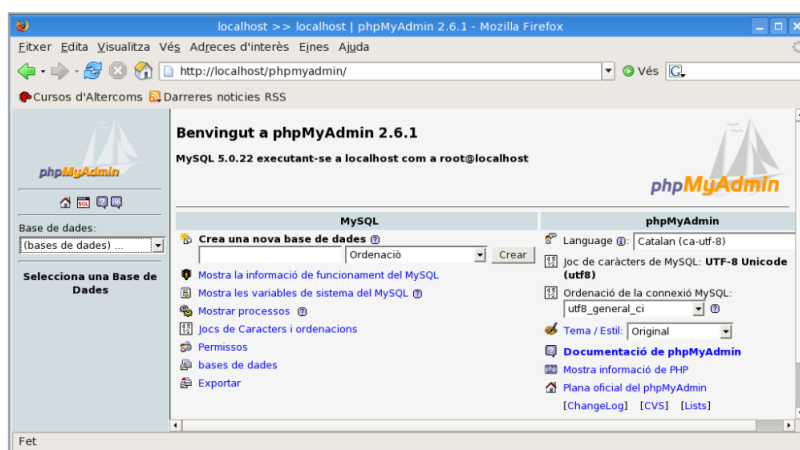 localhost >> localhost | phpMyAdmin 2.6.1 - Mozilla Firefox
Fitxer Edita Visualitza Vés Adreces d'interès Eines Ajuda
http://localhost/phpmyadmin/ Vés G
Cursos d'Altercoms Darreres noticies RSS
phpMyAdmin
SQL
Base de dades:
(bases de dades) ...
Selecciona una Base de
Dades
Benvingut a phpMyAdmin 2.6.1
MySQL 5.0.22 executant-se a localhost com a root@localhost
phpMyAdmin
MySQL
Crea una nova base de dades
Ordenació Crear
Mostra la informació de funcionament del MySQL
Mostra les variables de sistema del MySQL
Mostrar processos
Jocs de Caracters i ordenacions
Permissos
bases de dades
Exportar
phpMyAdmin
Language : Catalan (ca-utf-8)
Joc de caràcters de MySQL: UTF-8 Unicode
(utf8)
Ordenació de la connexió MySQL:
utf8_general_ci
Tema / Estil: Original
Documentació de phpMyAdmin
php Mostra informació de PHP
Plana oficial del phpMyAdmin
[ChangeLog] [CVS] [Lists]
Fet